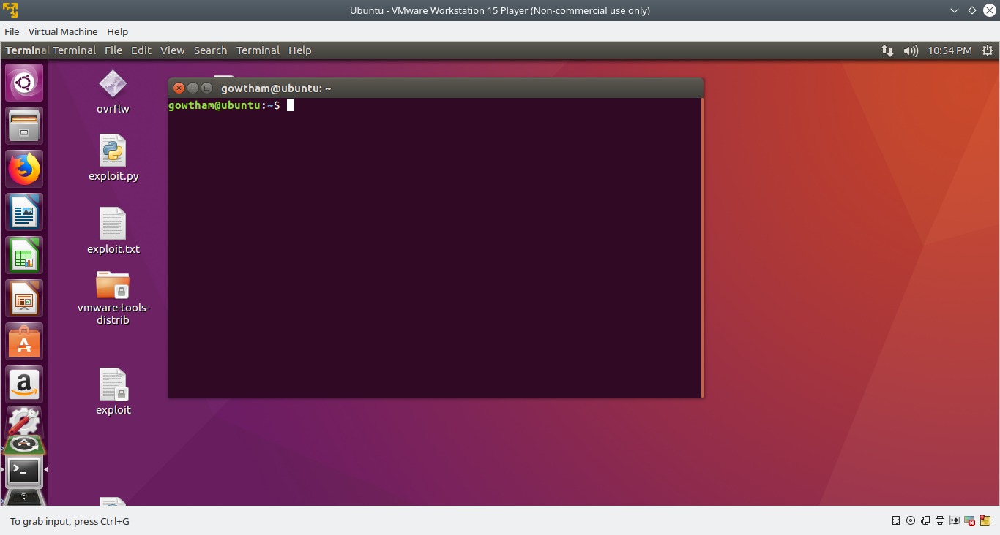 Ubuntu - VMware Workstation 15 Player (Non-commercial use only)
File Virtual Machine Help
Terminal Terminal File Edit View Search Terminal Help 10:54 PM
ovrflw
gowtham@ubuntu: ~
gowtham@ubuntu:~$
exploit.py
exploit.txt
vmware-tools-
distrib
exploit
To grab input, press Ctrl+G